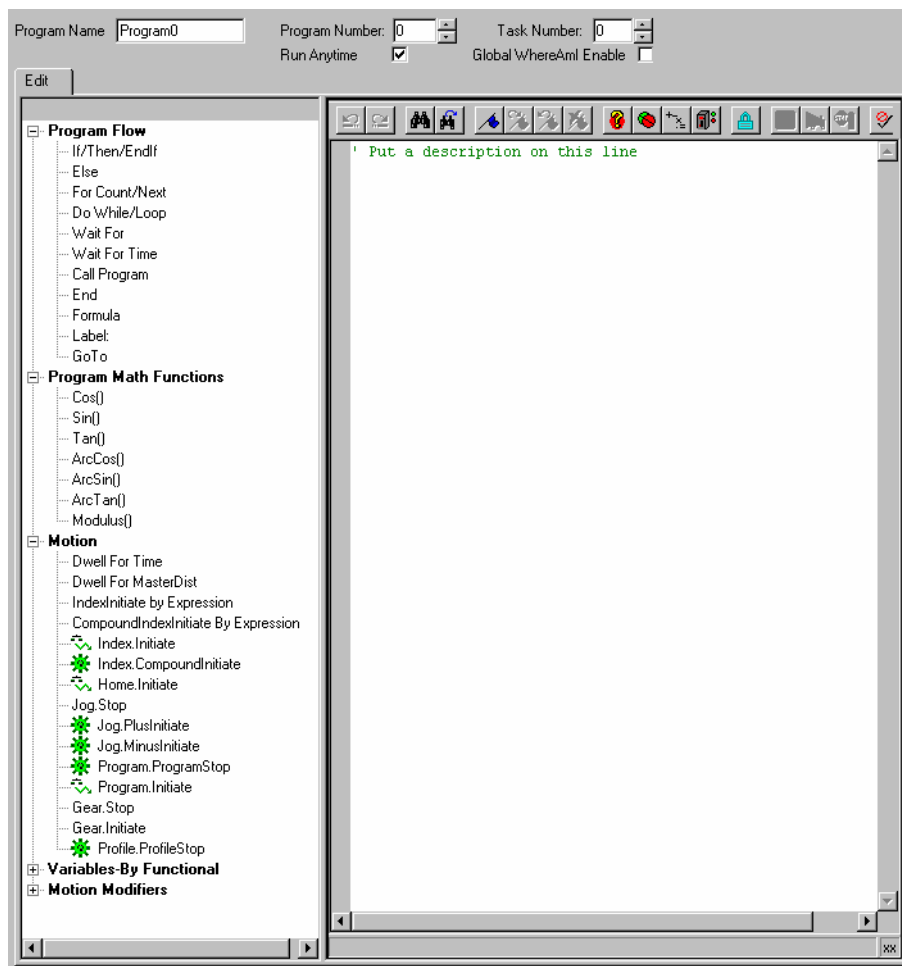 Program Name Program0 Program Number: 0 Task Number: 0
Run Anytime Global WhereAmI Enable
Edit
Program Flow
If/Then/EndIf
Else
For Count/Next
Do While/Loop
Wait For
Wait For Time
Call Program
End
Formula
Label:
GoTo
Program Math Functions
Cos()
Sin()
Tan()
ArcCos()
ArcSin()
ArcTan()
Modulus()
Motion
Dwell For Time
Dwell For MasterDist
IndexInitiate by Expression
CompoundIndexInitiate By Expression
Index.Initiate
Index.CompoundInitiate
Home.Initiate
Jog.Stop
Jog.PlusInitiate
Jog.MinusInitiate
Program.ProgramStop
Program.Initiate
Gear.Stop
Gear.Initiate
Profile.ProfileStop
Variables-By Functional
Motion Modifiers
' Put a description on this line
xx